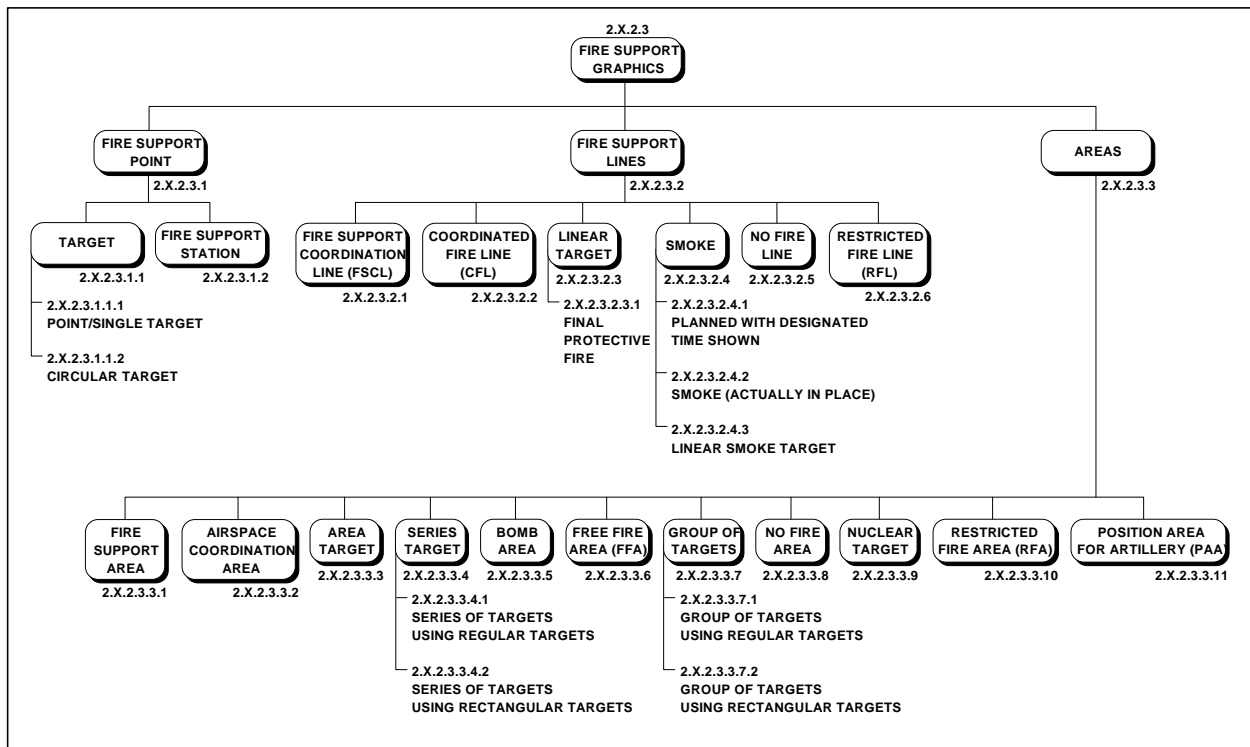 2.X.2.3
FIRE SUPPORT
GRAPHICS
FIRE SUPPORT
POINT
2.X.2.3.1
FIRE SUPPORT
LINES
2.X.2.3.2
AREAS
2.X.2.3.3
TARGET
2.X.2.3.1.1
FIRE SUPPORT
STATION
2.X.2.3.1.2
2.X.2.3.1.1.1
POINT/SINGLE TARGET
2.X.2.3.1.1.2
CIRCULAR TARGET
FIRE SUPPORT
COORDINATION
LINE (FSCL)
2.X.2.3.2.1
COORDINATED
FIRE LINE
(CFL)
2.X.2.3.2.2
LINEAR
TARGET
2.X.2.3.2.3
2.X.2.3.2.3.1
FINAL
PROTECTIVE
FIRE
SMOKE
2.X.2.3.2.4
2.X.2.3.2.4.1
PLANNED WITH DESIGNATED
TIME SHOWN
2.X.2.3.2.4.2
SMOKE (ACTUALLY IN PLACE)
2.X.2.3.2.4.3
LINEAR SMOKE TARGET
NO FIRE
LINE
2.X.2.3.2.5
RESTRICTED
FIRE LINE
(RFL)
2.X.2.3.2.6
FIRE
SUPPORT
AREA
2.X.2.3.3.1
AIRSPACE
COORDINATION
AREA
2.X.2.3.3.2
AREA
TARGET
2.X.2.3.3.3
SERIES
TARGET
2.X.2.3.3.4
2.X.2.3.3.4.1
SERIES OF TARGETS
USING REGULAR TARGETS
2.X.2.3.3.4.2
SERIES OF TARGETS
USING RECTANGULAR TARGETS
BOMB
AREA
2.X.2.3.3.5
FREE FIRE
AREA (FFA)
2.X.2.3.3.6
GROUP OF
TARGETS
2.X.2.3.3.7
2.X.2.3.3.7.1
GROUP OF TARGETS
USING REGULAR TARGETS
2.X.2.3.3.7.2
GROUP OF TARGETS
USING RECTANGULAR TARGETS
NO FIRE
AREA
2.X.2.3.3.8
NUCLEAR
TARGET
2.X.2.3.3.9
RESTRICTED
FIRE AREA (RFA)
2.X.2.3.3.10
POSITION AREA
FOR ARTILLERY (PAA)
2.X.2.3.3.11